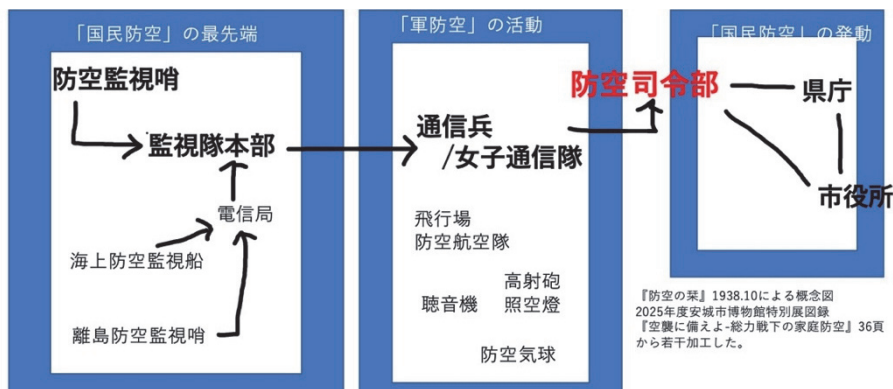 「国民防空」の最先端
防空監視哨
監視隊本部
電信局
海上防空監視船
離島防空監視哨
「軍防空」の活動
通信兵
/女子通信隊
飛行場
防空航空隊
高射砲
聴音機 照空燈
防空気球
「国民防空」の発動
防空司令部
県庁
市役所
『防空の栞』1938.10による概念図
2025年度安城市博物館特別展図録
『空襲に備えよ-総力戦下の家庭防空』36頁
から若干加工した。